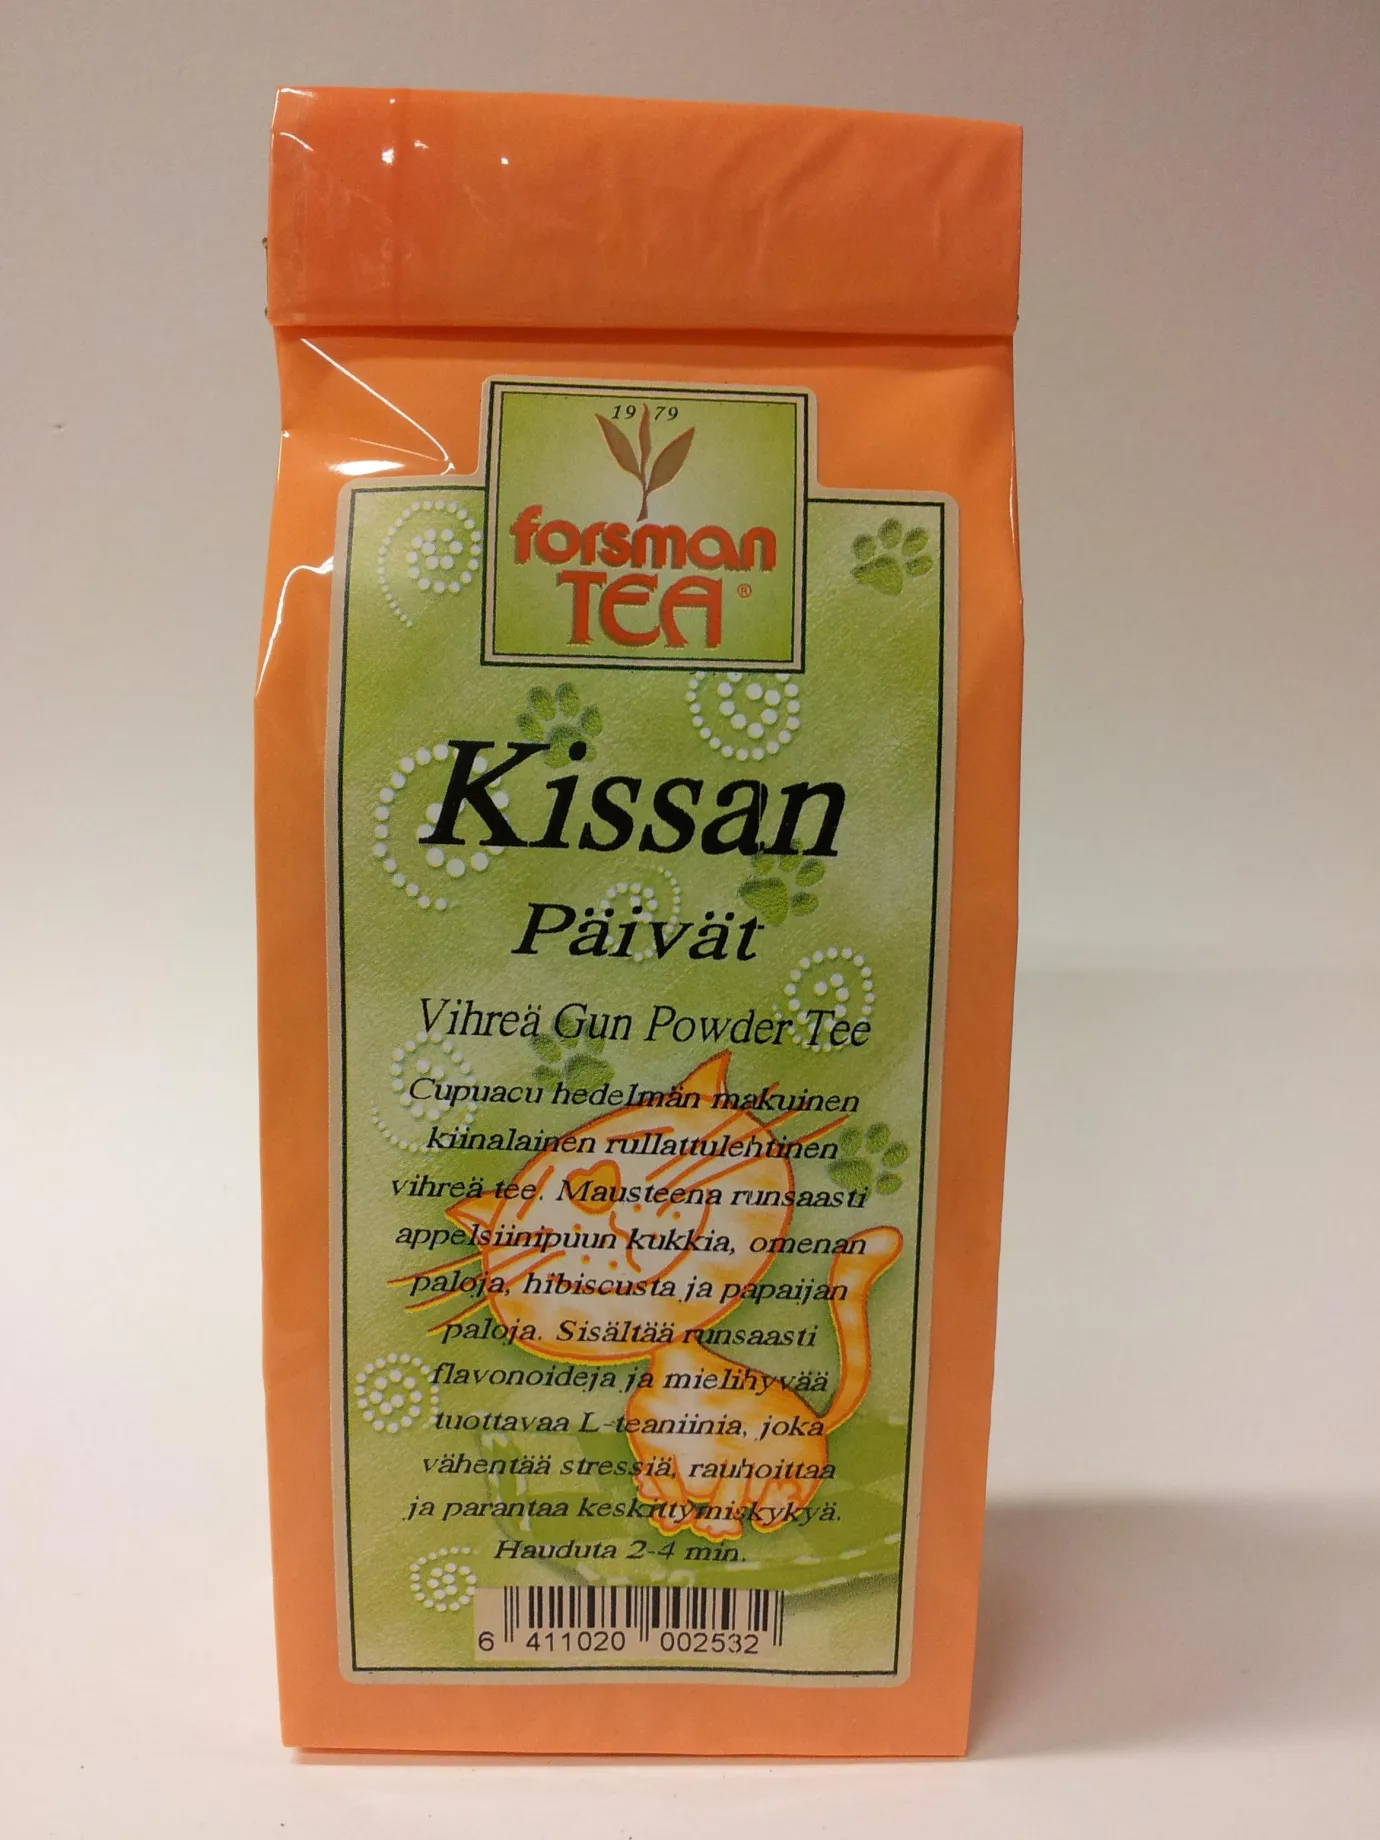 19 79
forsman
TEA ®
Kissan
Päivät
Vihreä Gun Powder Tee
Cupuacu hedelmän makuinen
kiinalainen rullattulehtinen
vihreä tee. Mausteena runsaasti
appelsiinipuun kukkia, omenan
paloja, hibiscusta ja papaijan
paloja. Sisältää runsaasti
flavonoideja ja mielihyvää
tuottavaa L-teaniinia, joka
vähentää stressiä, rauhoittaa
ja parantaa keskittymiskykyä.
Hauduta 2-4 min.
6 411020 002532